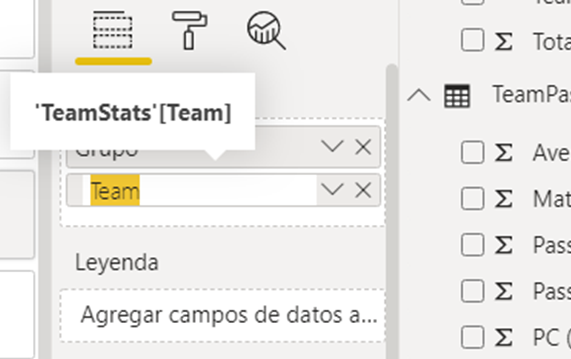 Tota
'TeamStats'[Team]
TeamPas
Grupo
Ave
Team
Mat
Leyenda
Pass
Pass
Agregar campos de datos a...
PC (